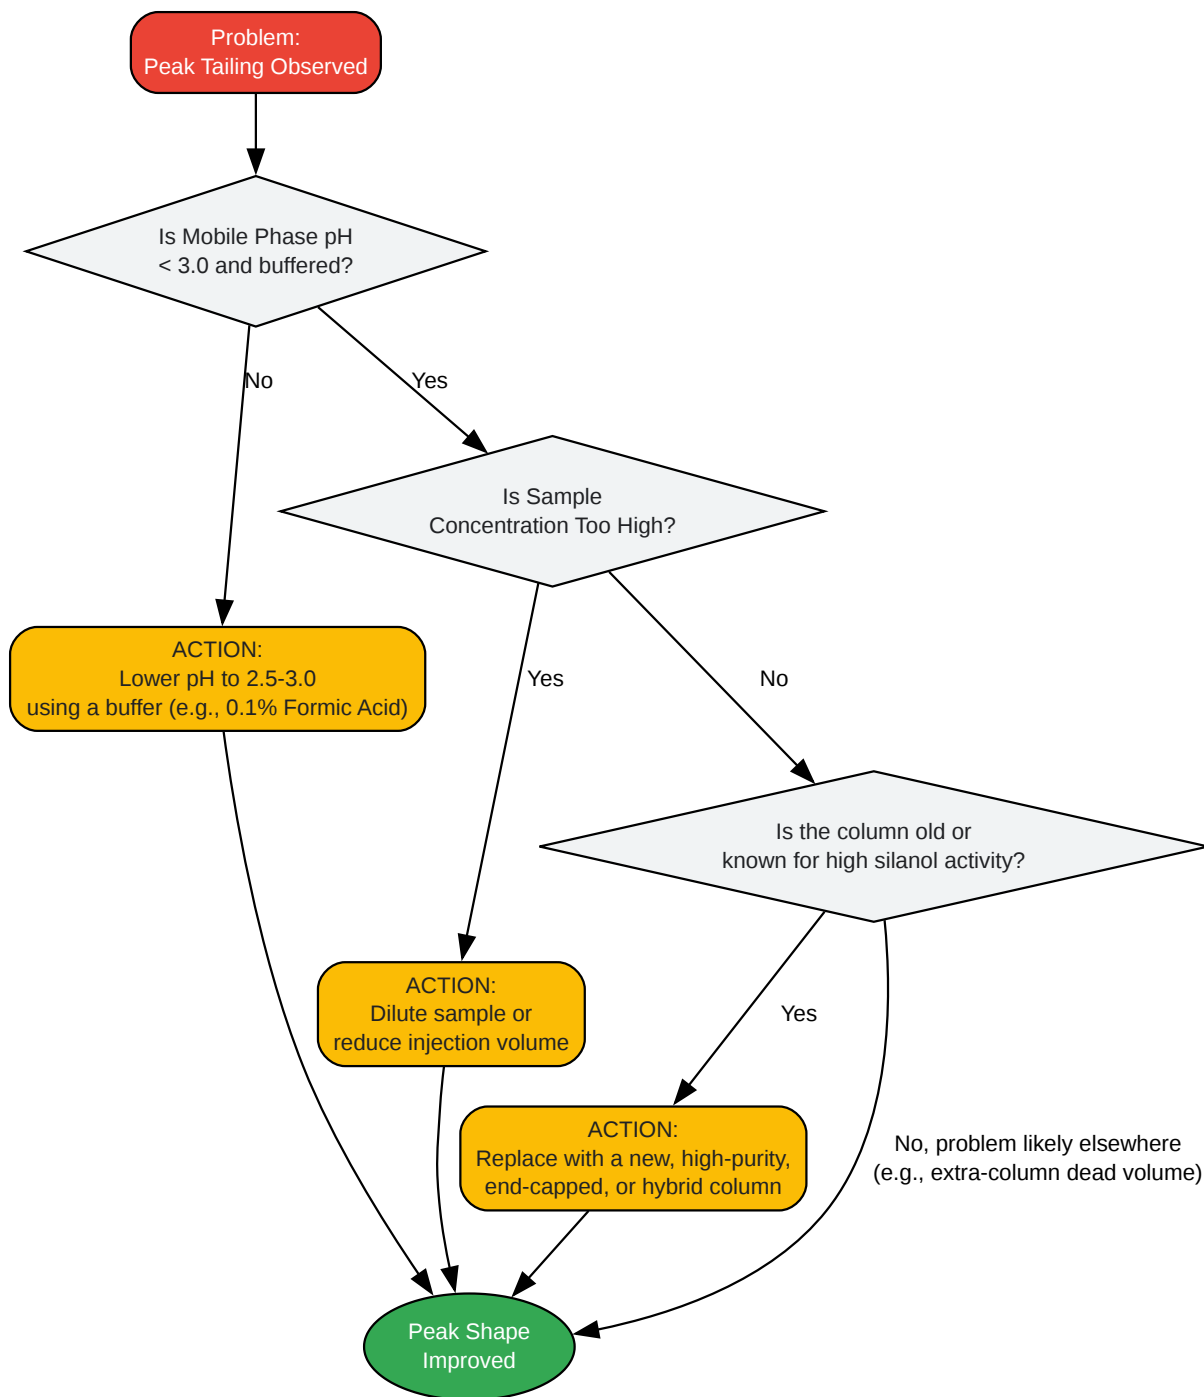 Problem:
Peak Tailing Observed
Is Mobile Phase pH
< 3.0 and buffered?
No
Yes
Is Sample
Concentration Too High?
ACTION:
Lower pH to 2.5-3.0
using a buffer (e.g., 0.1% Formic Acid)
Yes
No
Is the column old or
known for high silanol activity?
ACTION:
Dilute sample or
reduce injection volume
Yes
ACTION:
Replace with a new, high-purity,
end-capped, or hybrid column
No, problem likely elsewhere
(e.g., extra-column dead volume)
Peak Shape
Improved